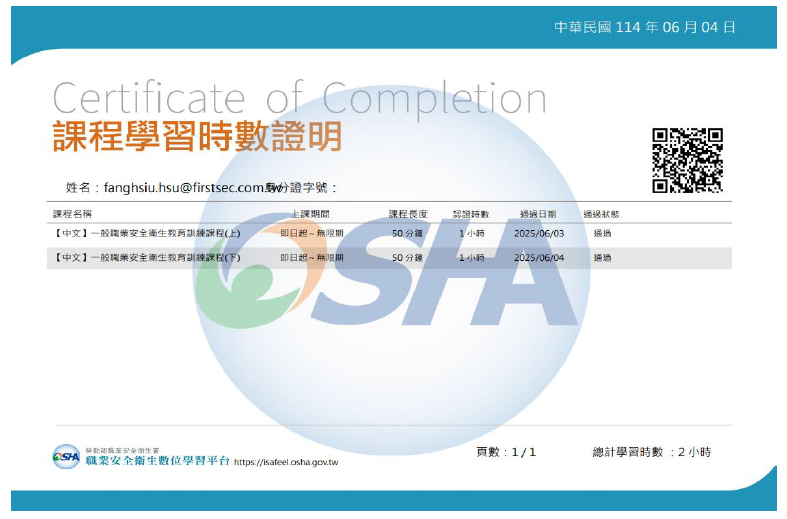 中華民國 114 年 06 月 04 日
Certificate of Completion
課程學習時數證明
姓名：fanghsiu.hsu@firstsec.com.tw 身分證字號：
課程名稱 上課期間 課程長度 認證時數 通過日期 通過狀態
【中文】一般職業安全衛生教育訓練課程(上) 即日起~無限期 50 分鐘 1 小時 2025/06/03 通過
【中文】一般職業安全衛生教育訓練課程(下) 即日起~無限期 50 分鐘 1 小時 2025/06/04 通過
OSHA
OSHA 勞動部職業安全衛生署
職業安全衛生數位學習平台 https://isafeel.osha.gov.tw
頁數：1 / 1 總計學習時數 ：2 小時